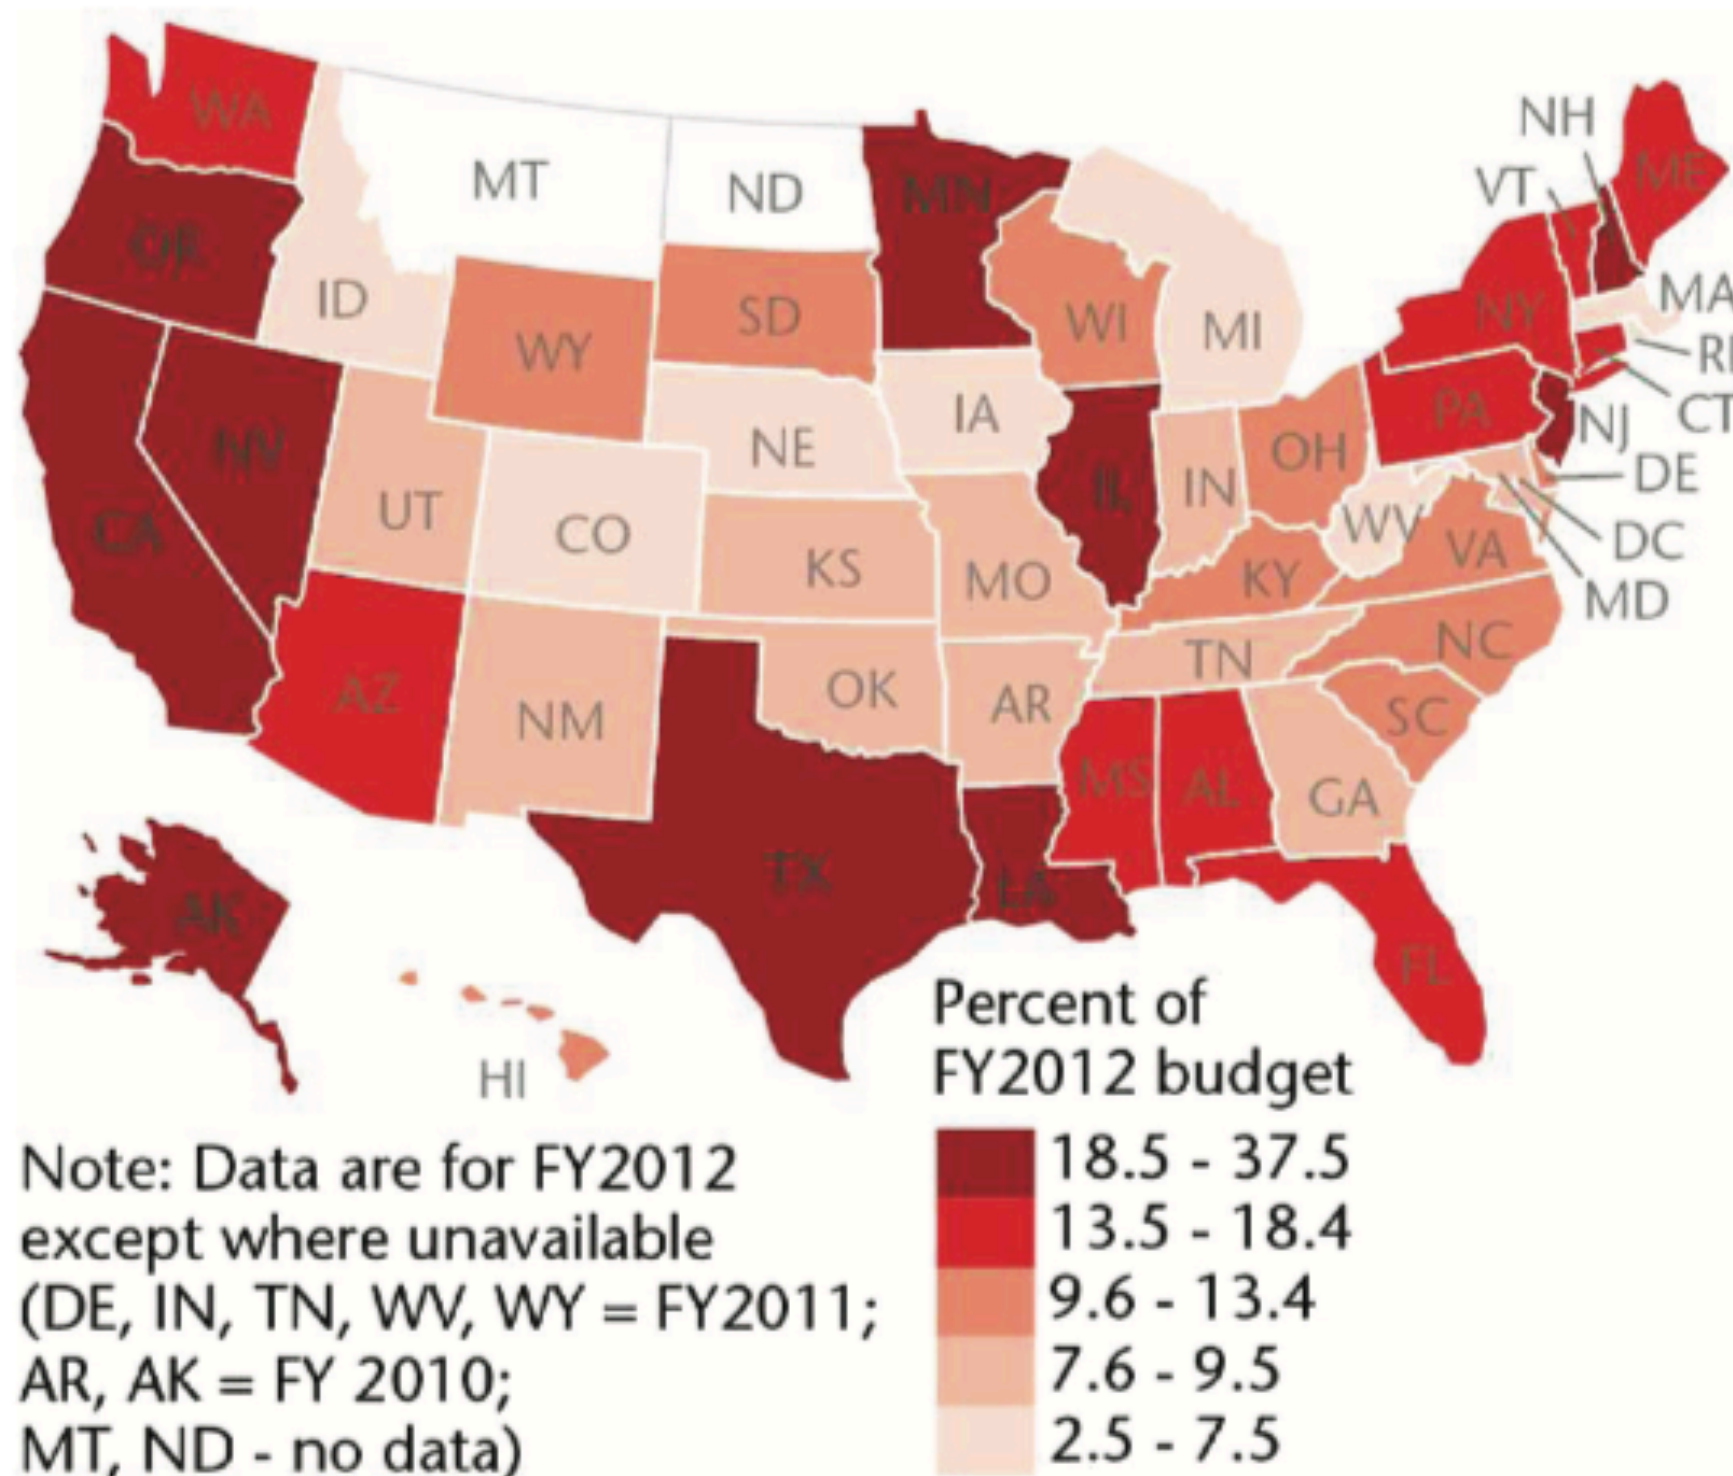 WA
MT
ND
MN
NH
VT
ME
OR
ID
WY
SD
WI
MI
NY
MA
RI
CT
NV
UT
CO
NE
IA
IL
IN
OH
PA
NJ
DE
DC
MD
CA
KS
MO
KY
WV
VA
AZ
NM
OK
AR
TN
NC
SC
MS
AL
GA
TX
LA
FL
AK
HI
Percent of
FY2012 budget
18.5 - 37.5
13.5 - 18.4
9.6 - 13.4
7.6 - 9.5
2.5 - 7.5
Note: Data are for FY2012
except where unavailable
(DE, IN, TN, WV, WY = FY2011;
AR, AK = FY 2010;
MT, ND - no data)